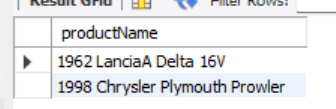 Result Grid Filter Rows:
productName
1962 LanciaA Delta 16V
1998 Chrysler Plymouth Prowler